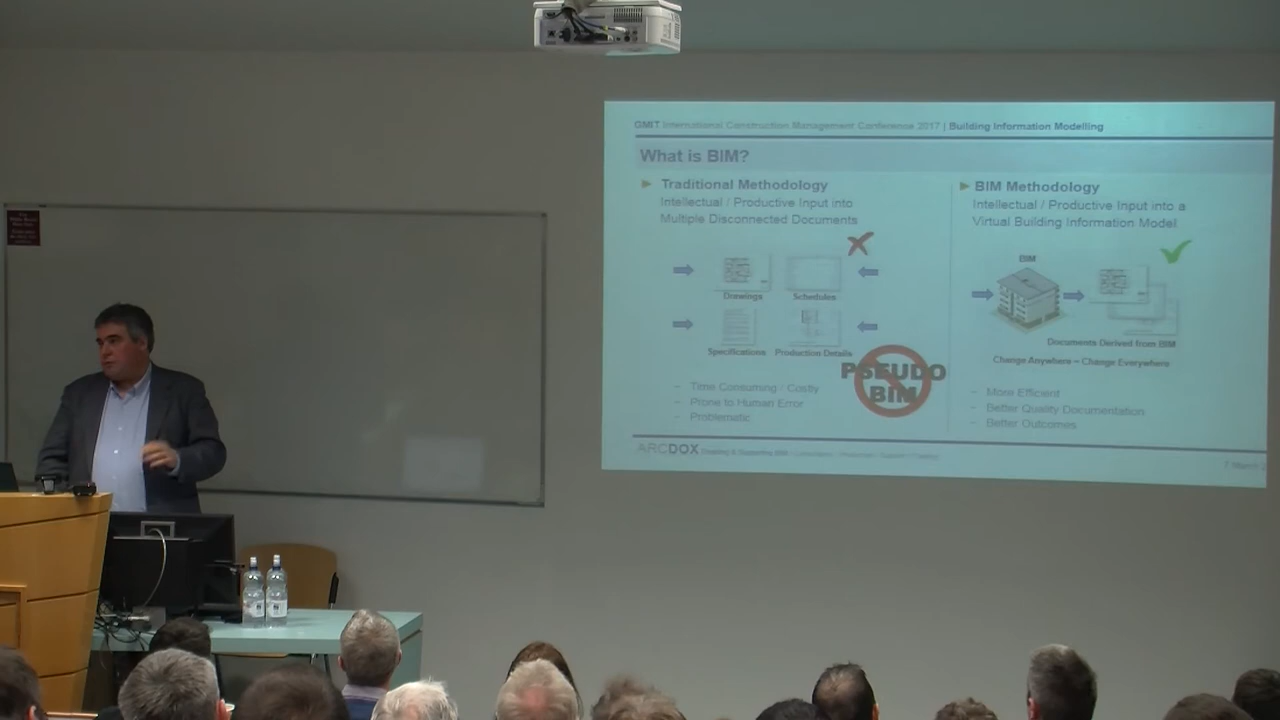 GMIT International Construction Management Conference 2017 | Building Information Modelling
What is BIM?
Traditional Methodology
Intellectual / Productive Input into
Multiple Disconnected Documents
Drawings
Schedules
Specifications
Production Details
PSEUDO
BIM
– Time Consuming / Costly
– Prone to Human Error
– Problematic
BIM Methodology
Intellectual / Productive Input into a
Virtual Building Information Model
BIM
Documents Derived from BIM
Change Anywhere – Change Everywhere
– More Efficient
– Better Quality Documentation
– Better Outcomes
ARCDOX